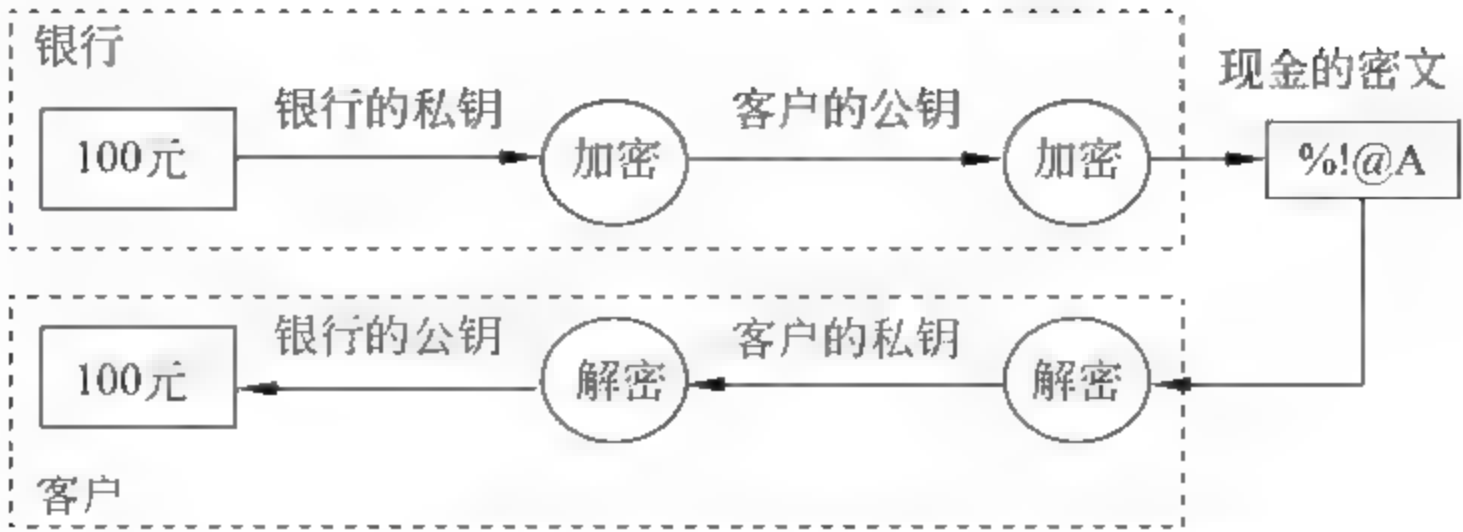 银行
现金的密文
银行的私钥
客户的公钥
100元
加密
加密
%!@A
银行的公钥
客户的私钥
100元
解密
解密
客户